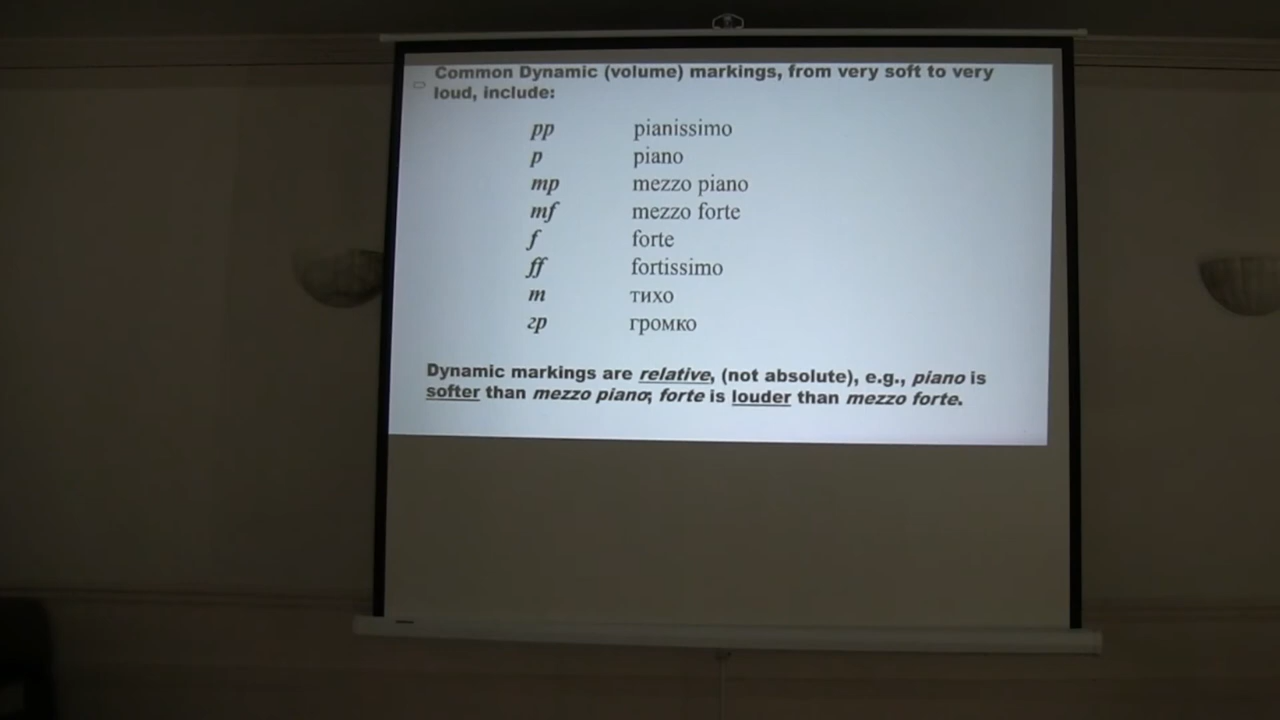 Common Dynamic (volume) markings, from very soft to very
loud, include:
pp pianissimo
p piano
mp mezzo piano
mf mezzo forte
f forte
ff fortissimo
т тихо
гр громко
Dynamic markings are relative, (not absolute), e.g., piano is
softer than mezzo piano; forte is louder than mezzo forte.